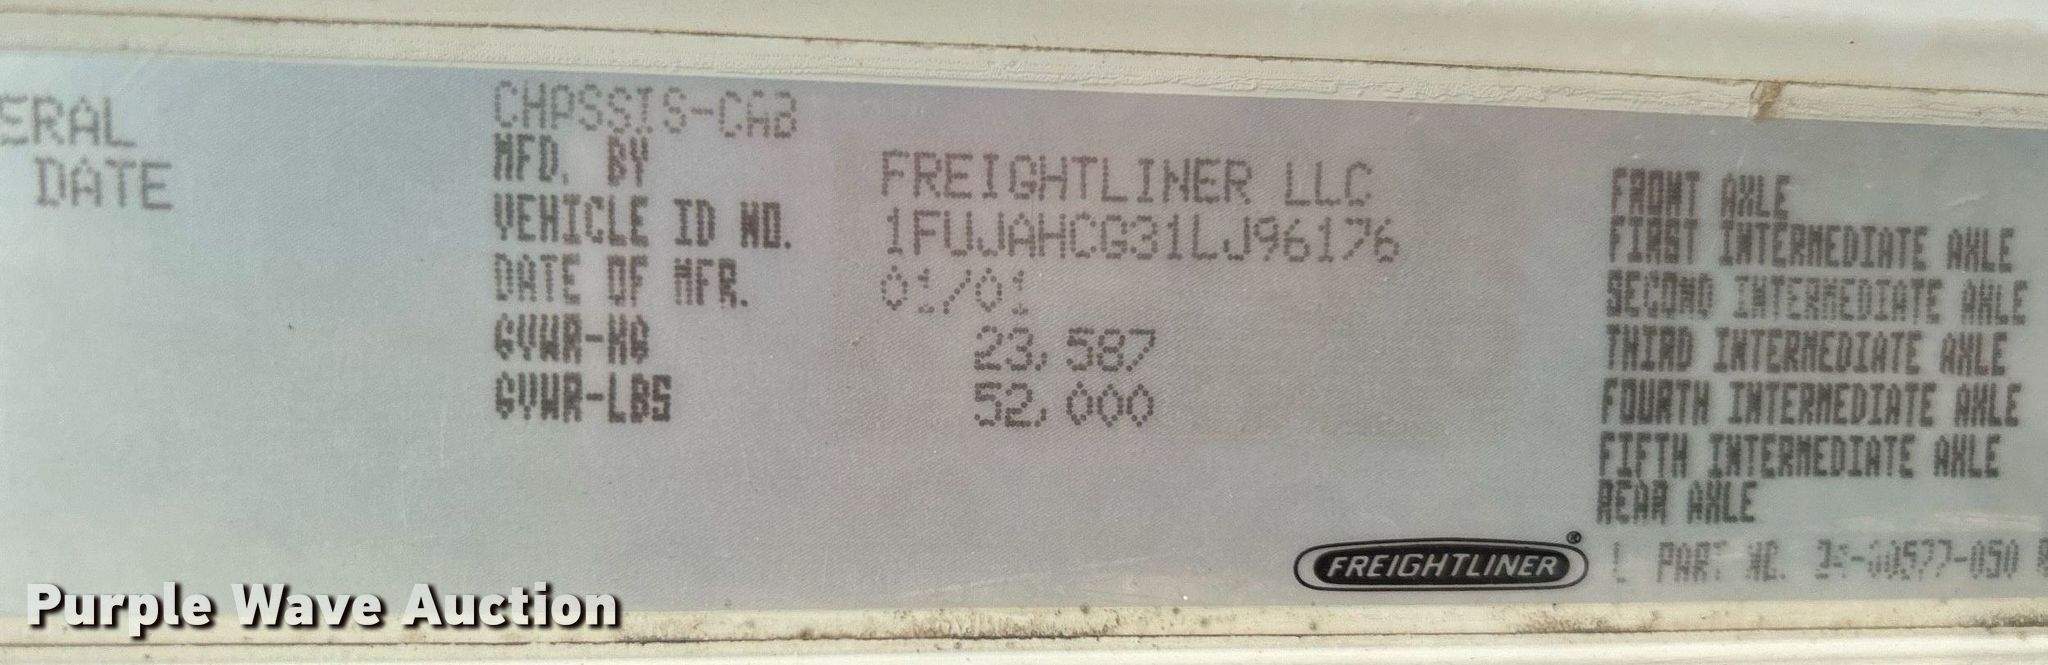 ERAL
DATE
CHASSIS-CAB
MFD. BY FREIGHTLINER LLC
VEHICLE ID NO. 1FUJAHCG31LJ96176
DATE OF MFR. 01/01
GVWR-KG 23,587
GVWR-LBS 52,000
FRONT AXLE
FIRST INTERMEDIATE AXLE
SECOND INTERMEDIATE AXLE
THIRD INTERMEDIATE AXLE
FOURTH INTERMEDIATE AXLE
FIFTH INTERMEDIATE AXLE
REAR AXLE
FREIGHTLINER®
PART NO.
Purple Wave Auction